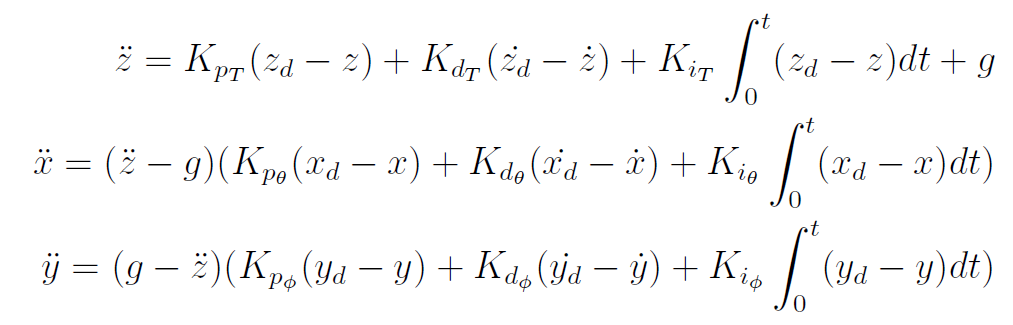 z̈ = K_{p_T}(z_d − z) + K_{d_T}(ż_d − ż) + K_{i_T} ∫_0^t (z_d − z)dt + g
ẍ = (z̈ − g)(K_{p_θ}(x_d − x) + K_{d_θ}(ẋ_d − ẋ) + K_{i_θ} ∫_0^t (x_d − x)dt)
ÿ = (g − z̈)(K_{p_ϕ}(y_d − y) + K_{d_ϕ}(ẏ_d − ẏ) + K_{i_ϕ} ∫_0^t (y_d − y)dt)